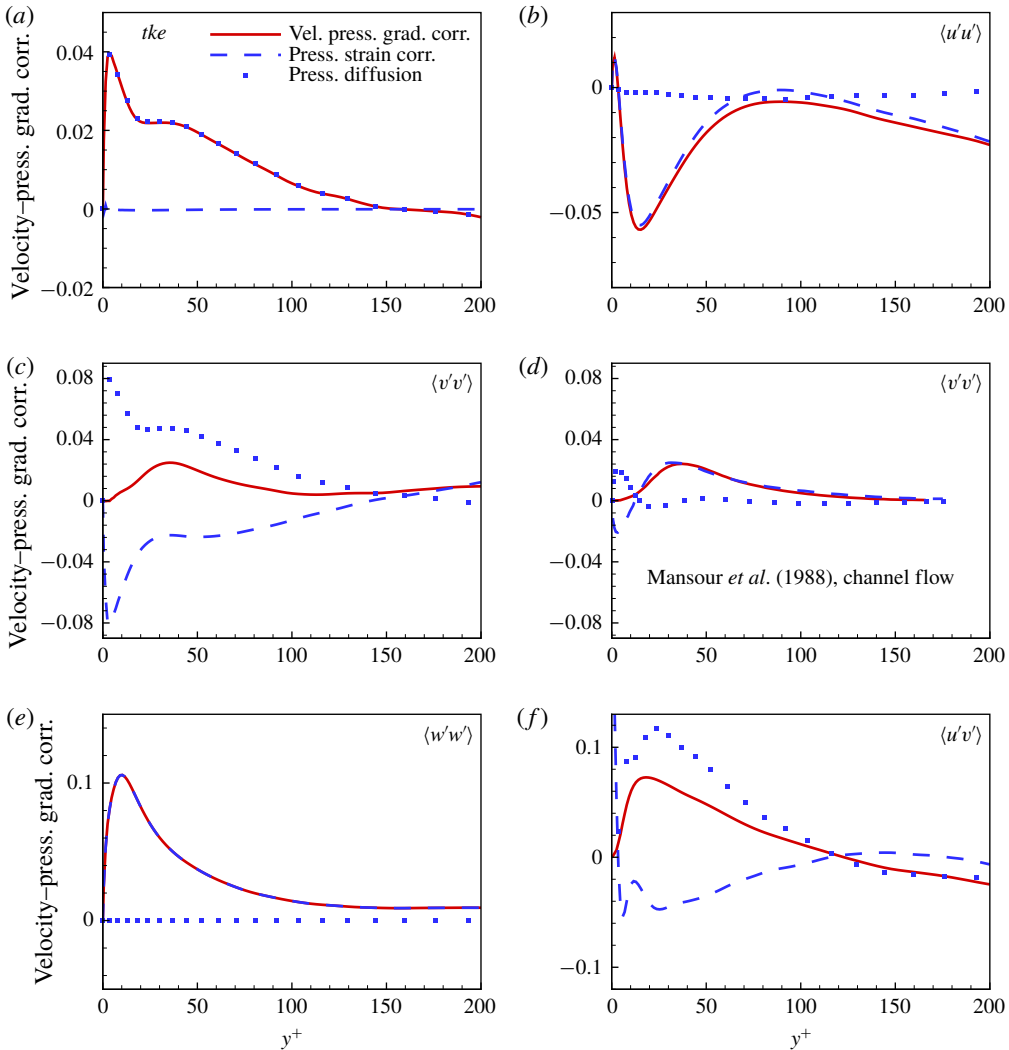 (a)
tke
Vel. press. grad. corr.
Press. strain corr.
Press. diffusion
Velocity–press. grad. corr.
0.04
0.02
0
−0.02
0 50 100 150 200
(b)
⟨u′u′⟩
0
−0.05
0 50 100 150 200
(c)
⟨v′v′⟩
Velocity–press. grad. corr.
0.08
0.04
0
−0.04
−0.08
0 50 100 150 200
(d)
⟨v′v′⟩
0.08
0.04
0
−0.04
−0.08
Mansour et al. (1988), channel flow
0 50 100 150 200
(e)
⟨w′w′⟩
Velocity–press. grad. corr.
0.1
0
0 50 100 150 200
y+
(f)
⟨u′v′⟩
0.1
0
−0.1
0 50 100 150 200
y+